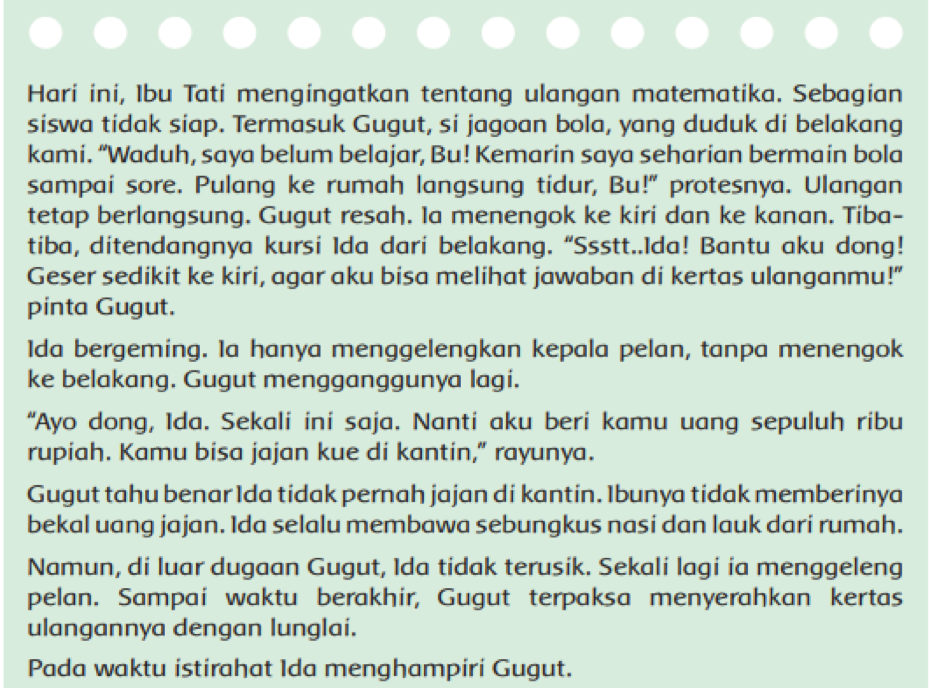 Hari ini, Ibu Tati mengingatkan tentang ulangan matematika. Sebagian
siswa tidak siap. Termasuk Gugut, si jagoan bola, yang duduk di belakang
kami. “Waduh, saya belum belajar, Bu! Kemarin saya seharian bermain bola
sampai sore. Pulang ke rumah langsung tidur, Bu!” protesnya. Ulangan
tetap berlangsung. Gugut resah. Ia menengok ke kiri dan ke kanan. Tiba-
tiba, ditendangnya kursi Ida dari belakang. “Ssstt..Ida! Bantu aku dong!
Geser sedikit ke kiri, agar aku bisa melihat jawaban di kertas ulanganmu!”
pinta Gugut.
Ida bergeming. Ia hanya menggelengkan kepala pelan, tanpa menengok
ke belakang. Gugut mengganggunya lagi.
“Ayo dong, Ida. Sekali ini saja. Nanti aku beri kamu uang sepuluh ribu
rupiah. Kamu bisa jajan kue di kantin,” rayunya.
Gugut tahu benar Ida tidak pernah jajan di kantin. Ibunya tidak memberinya
bekal uang jajan. Ida selalu membawa sebungkus nasi dan lauk dari rumah.
Namun, di luar dugaan Gugut, Ida tidak terusik. Sekali lagi ia menggeleng
pelan. Sampai waktu berakhir, Gugut terpaksa menyerahkan kertas
ulangannya dengan lunglai.
Pada waktu istirahat Ida menghampiri Gugut.